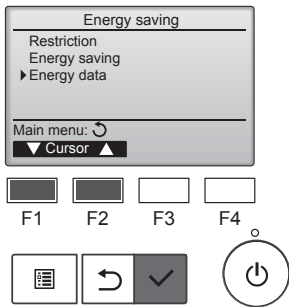 Energy saving
Restriction
Energy saving
Energy data
Main menu:
Cursor
F1 F2 F3 F4